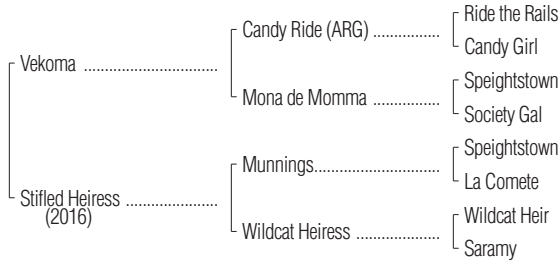 Ride the Rails
Candy Ride (ARG) ..................
Candy Girl
Vekoma ....................................
Speightstown
Mona de Momma ..................
Society Gal
Speightstown
Munnings..................................
La Comete
Stifled Heiress ........................
(2016)
Wildcat Heir
Wildcat Heiress ......................
Saramy